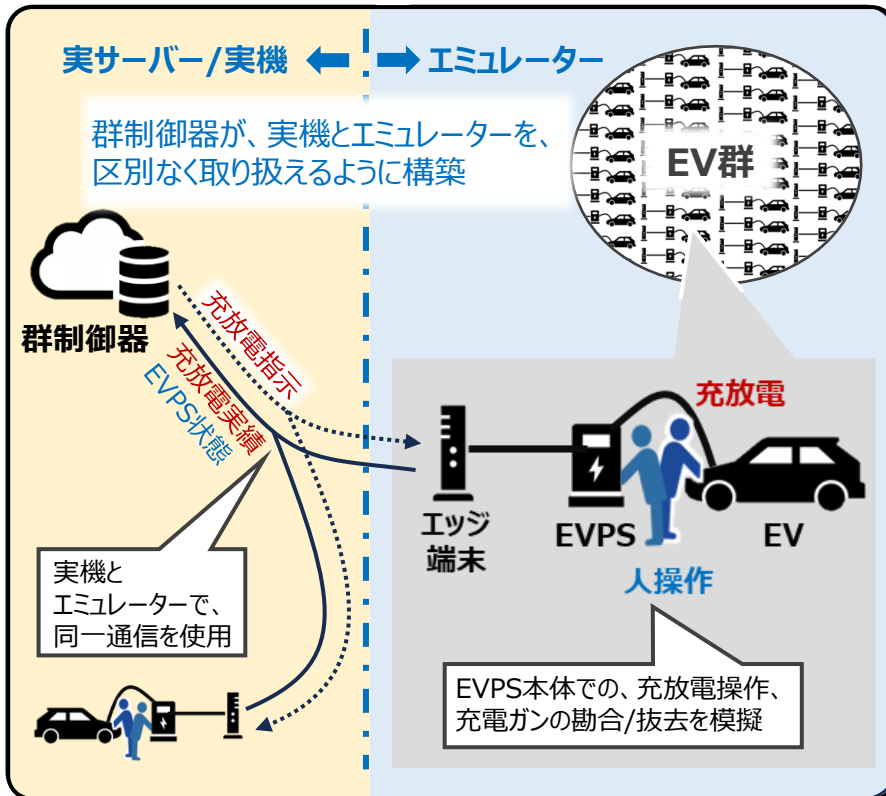 実サーバー/実機
エミュレーター
群制御器が、実機とエミュレーターを、
区別なく取り扱えるように構築
EV群
群制御器
充放電指示
充放電実績
EVPS状態
充放電
エッジ
端末
EVPS
EV
人操作
実機と
エミュレーターで、
同一通信を使用
EVPS本体での、充放電操作、
充電ガンの勘合/抜去を模擬